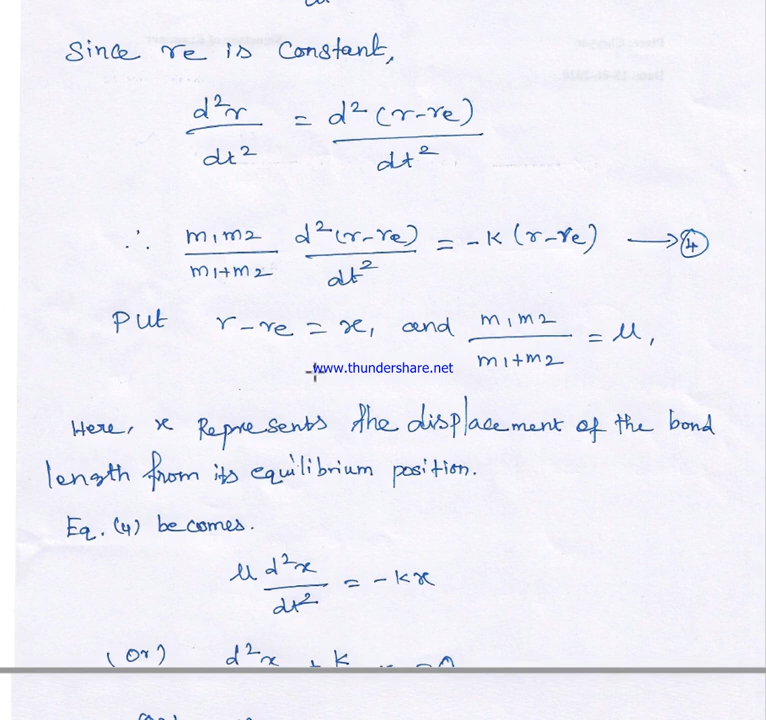 Since re is Constant,
d²r/dt² = d²(r-re)/dt²
∴ m1m2/m1+m2 d²(r-re)/dt² = -K(r-re) → ④
Put r-re = x, and m1m2/m1+m2 = μ,
www.thundershare.net
Here, x Represents the displacement of the bond
length from its equilibrium position.
Eq. (4) becomes.
μ d²x/dt² = -Kx
(Or) d²x + K